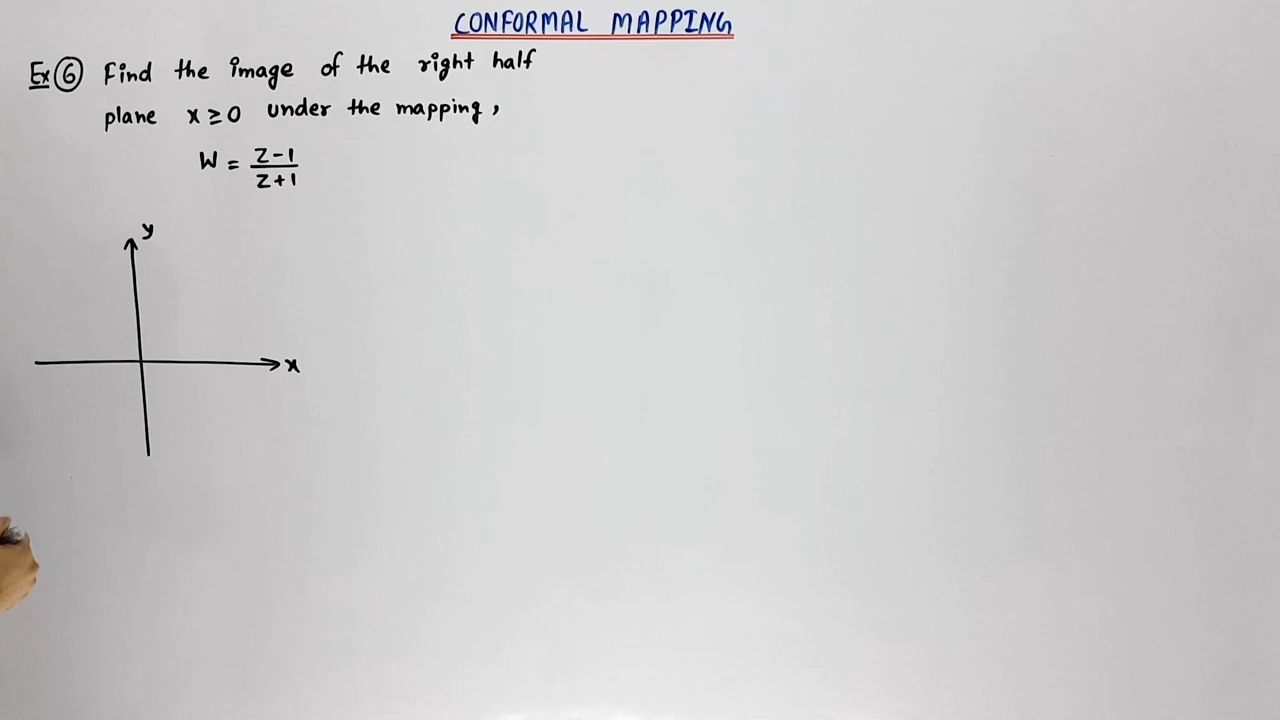 CONFORMAL MAPPING
Ex 6 Find the image of the right half
plane x ≥ 0 under the mapping,
W = Z-1
Z+1
y
x